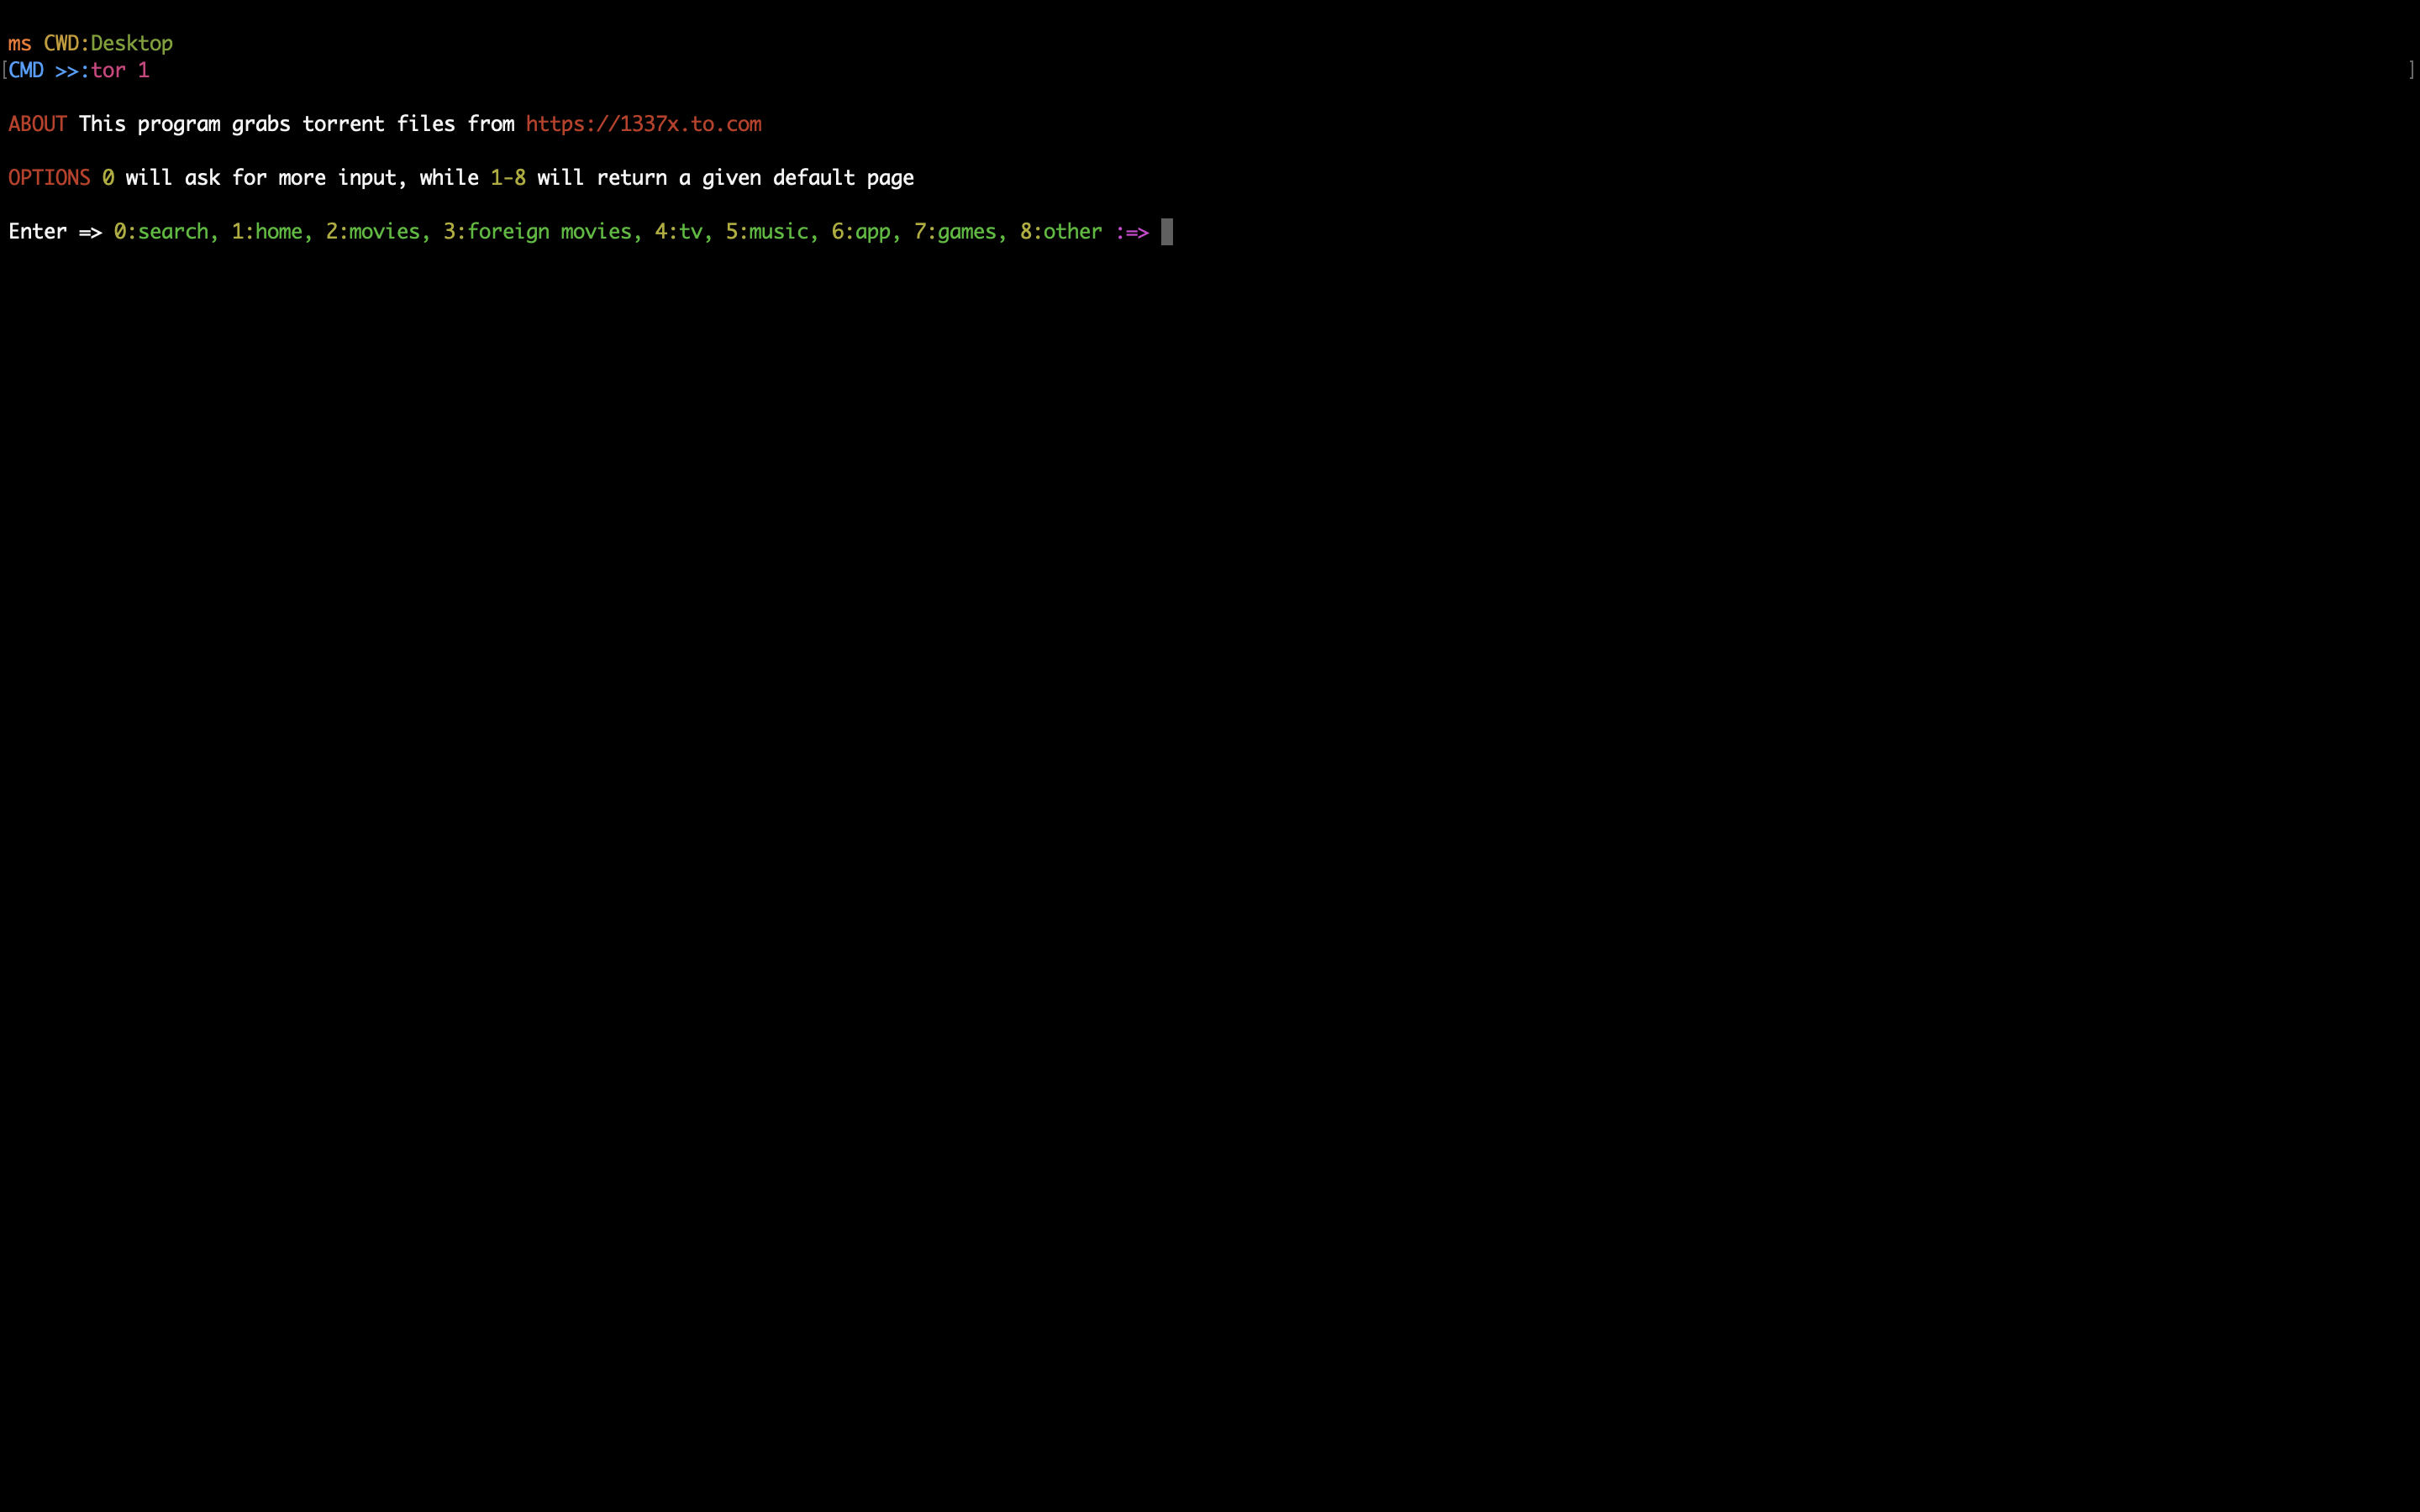 ms CWD:Desktop
[CMD >>:tor 1 ]
ABOUT This program grabs torrent files from https://1337x.to.com
OPTIONS 0 will ask for more input, while 1-8 will return a given default page
Enter => 0:search, 1:home, 2:movies, 3:foreign movies, 4:tv, 5:music, 6:app, 7:games, 8:other :=>